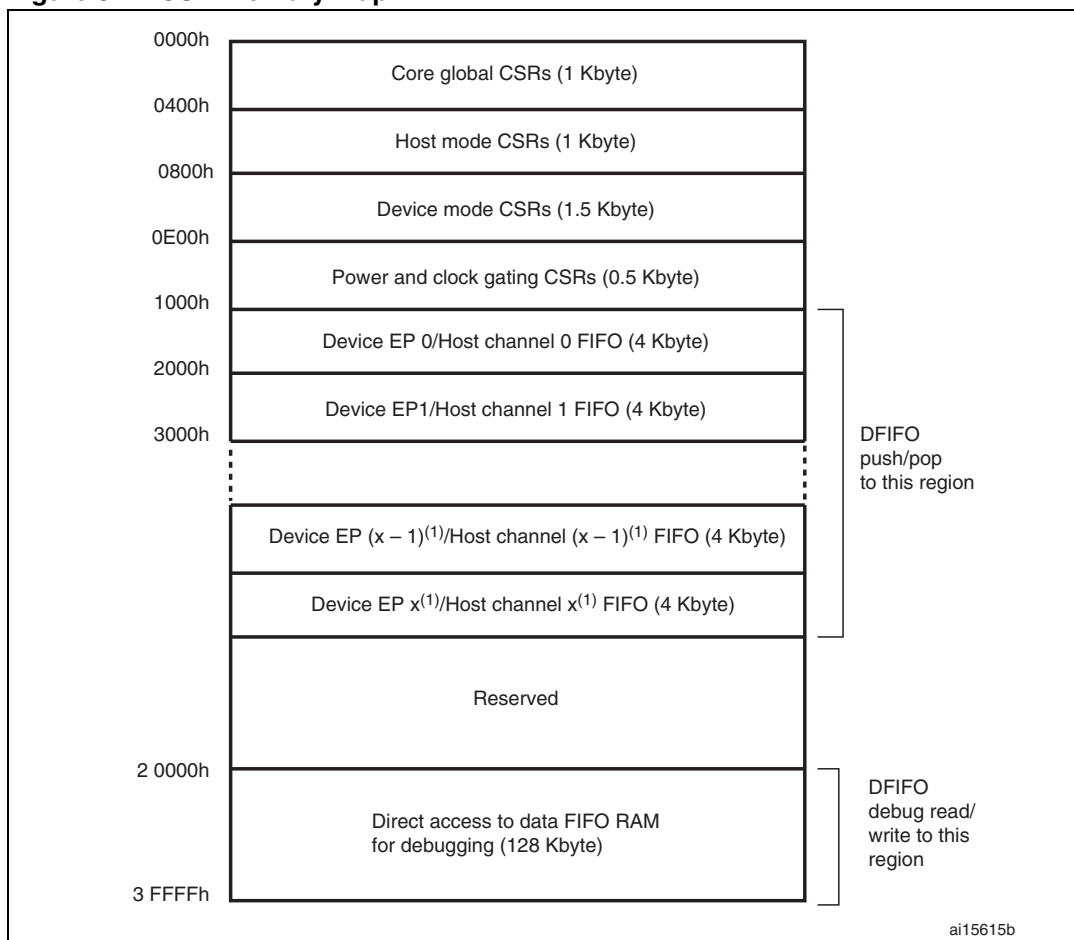 0000h
Core global CSRs (1 Kbyte)
0400h
Host mode CSRs (1 Kbyte)
0800h
Device mode CSRs (1.5 Kbyte)
0E00h
Power and clock gating CSRs (0.5 Kbyte)
1000h
Device EP 0/Host channel 0 FIFO (4 Kbyte)
2000h
Device EP1/Host channel 1 FIFO (4 Kbyte)
3000h
DFIFO
push/pop
to this region
Device EP (x – 1)(1)/Host channel (x – 1)(1) FIFO (4 Kbyte)
Device EP x(1)/Host channel x(1) FIFO (4 Kbyte)
Reserved
2 0000h
Direct access to data FIFO RAM
for debugging (128 Kbyte)
DFIFO
debug read/
write to this
region
3 FFFFh
ai15615b